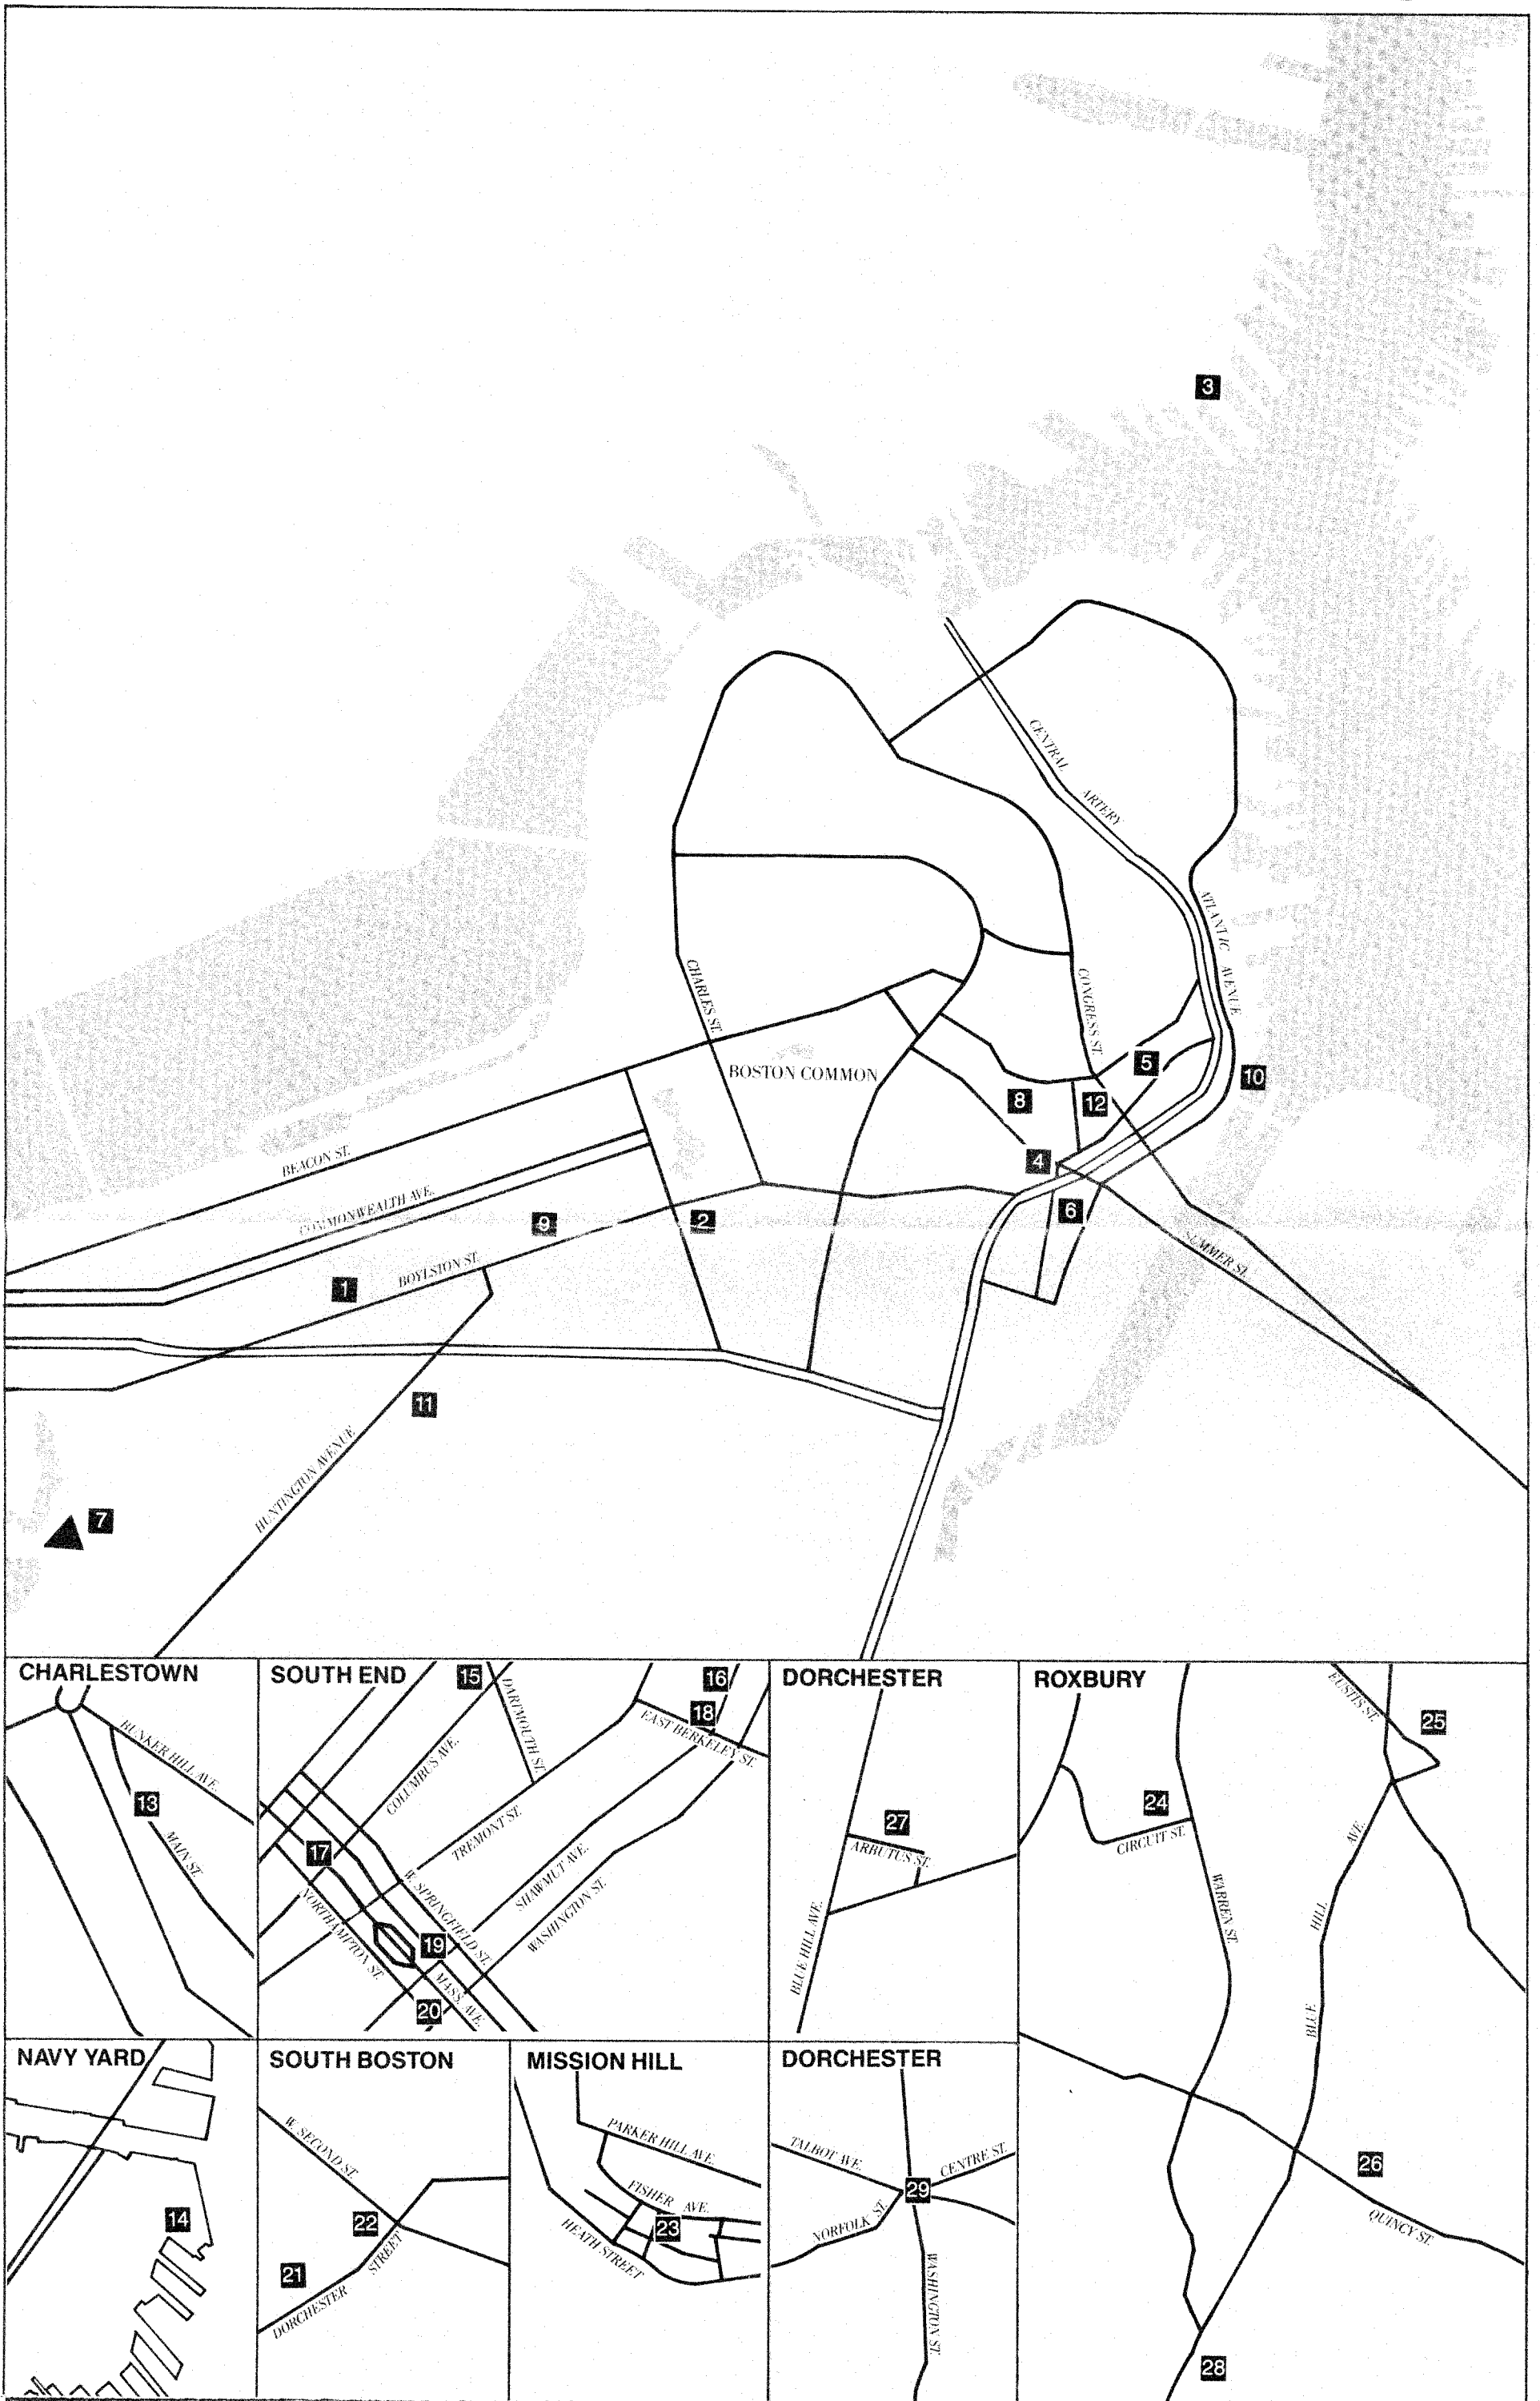 3
CENTRAL
ARTERY
ATLANTIC AVENUE
CHARLES ST.
CONGRESS ST.
BOSTON COMMON
5
10
8
12
BEACON ST.
4
COMMONWEALTH AVE.
9
2
6
SUMMER ST.
BOYLSTON ST.
1
11
HUNTINGTON AVENUE
7
CHARLESTOWN
BUNKER HILL AVE.
13
MAIN ST.
SOUTH END
15
DARTMOUTH ST.
16
18
EAST BERKELEY ST.
COLUMBUS AVE.
TREMONT ST.
17
W. SPRINGFIELD ST.
SHAWMUT AVE.
WASHINGTON ST.
NORTHAMPTON ST.
19
MASS. AVE.
20
DORCHESTER
27
ARBUTUS ST.
BLUE HILL AVE.
ROXBURY
EUSTIS ST.
25
24
CIRCUIT ST.
WARREN ST.
BLUE HILL AVE.
26
QUINCY ST.
28
NAVY YARD
14
SOUTH BOSTON
W. SECOND ST.
22
21
DORCHESTER STREET
MISSION HILL
PARKER HILL AVE.
FISHER AVE.
23
HEATH STREET
DORCHESTER
TALBOT AVE.
CENTRE ST.
29
NORFOLK ST.
WASHINGTON ST.